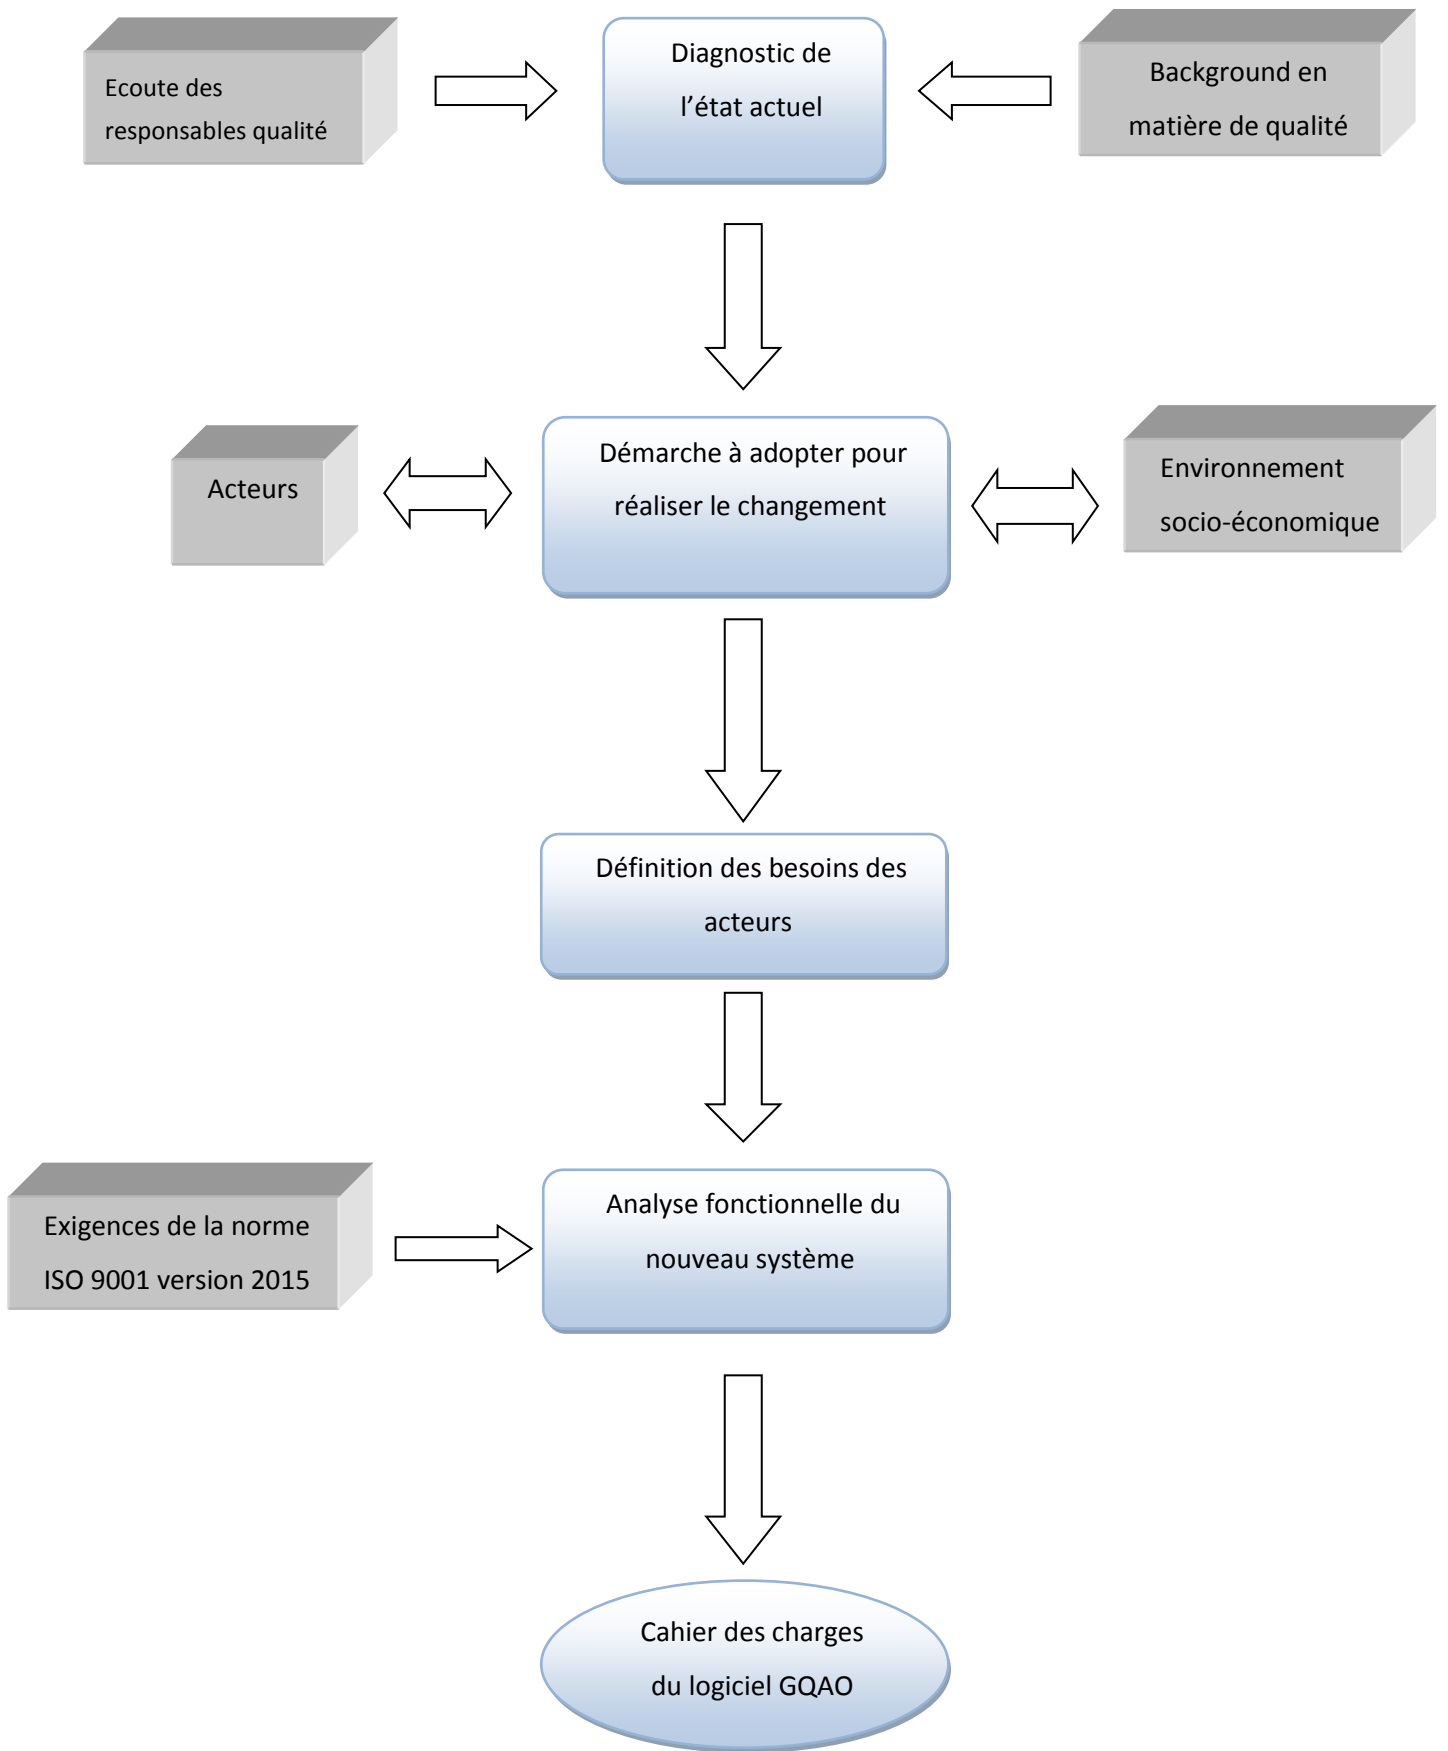 Ecoute des
responsables qualité
Diagnostic de
l’état actuel
Background en
matière de qualité
Acteurs
Démarche à adopter pour
réaliser le changement
Environnement
socio-économique
Définition des besoins des
acteurs
Exigences de la norme
ISO 9001 version 2015
Analyse fonctionnelle du
nouveau système
Cahier des charges
du logiciel GQAO